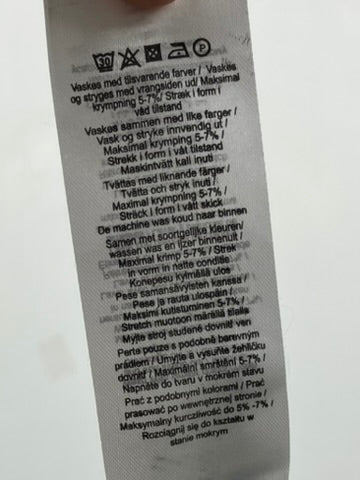 30 P
Vaskes med tilsvarende farver / Vaskes
og stryges med vrangsiden ud/ Maksimal
krympning 5-7%/ Stræk i form i
våd tilstand
Vaskes sammen med like farger /
Vask og stryke innvendig ut /
Maksimal krymping 5-7% /
Strekk i form i våt tilstand
Maskintvätt kall inuti
Tvättas med liknande färger /
Tvätta och stryk inuti /
Maximal krympning 5-7% /
Sträck i form i vått skick
De machine was koud naar binnen
Samen met soortgelijke kleuren/
wassen was en ijzer binnenuit /
Maximal krimp 5-7% / Strek
in vorm in natte conditie
Konepesu kylmällä ulos
Pese samansävyisten kanssa /
Pese ja rauta ulospäin /
Maksimi kutistuminen 5-7% /
Stretch muotoon märällä tilalla
Myjte stroj studené dovnitř ven
Perte pouze s podobně barevným
prádlem / Umyjte a vysuňte žehličku
dovnitř / Maximální smrštění 5-7% /
Napněte do tvaru v mokrém stavu
Prać z podobnymi kolorami / Prać
prasować po wewnętrznej stronie /
Maksymalny kurczliwość do 5% -7% /
Rozciągnij się do kształtu w
stanie mokrym